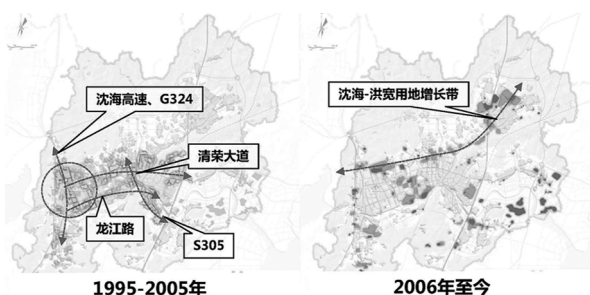 沈海高速、G324
清荣大道
龙江路
S305
1995-2005年
沈海-洪宽用地增长带
2006年至今